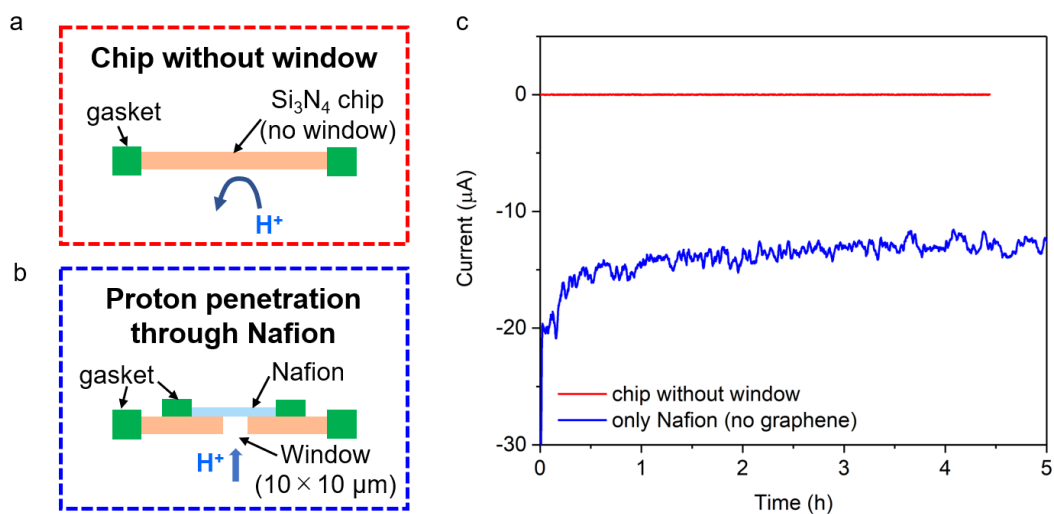 a
Chip without window
gasket
Si₃N₄ chip
(no window)
H⁺
b
Proton penetration
through Nafion
gasket
Nafion
H⁺
Window
(10 × 10 µm)
c
Current (µA)
0
-10
-20
-30
chip without window
only Nafion (no graphene)
0 1 2 3 4 5
Time (h)